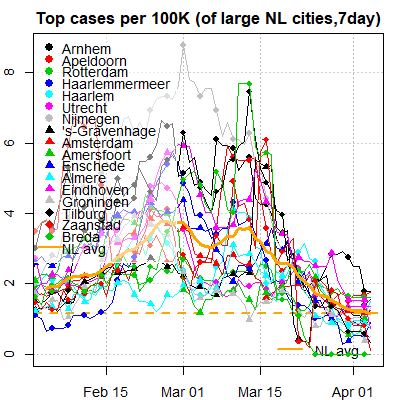 Top cases per 100K (of large NL cities,7day)
Arnhem
Apeldoorn
Rotterdam
Haarlemmermeer
Haarlem
Utrecht
Nijmegen
's-Gravenhage
Amsterdam
Amersfoort
Enschede
Almere
Eindhoven
Groningen
Tilburg
Zaanstad
Breda
NL avg
8
6
4
2
0
NL avg
Feb 15
Mar 01
Mar 15
Apr 01